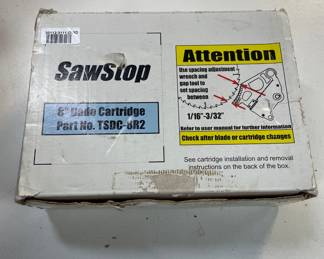 SawStop
8" Dado Cartridge
Part No. TSDC-8R2
Attention
Use spacing adjustment
wrench and
gap tool to
set spacing
between
1/16"-3/32"
Refer to user manual for further information
Check after blade or cartridge changes
See cartridge installation and removal
instructions on the back of the box.